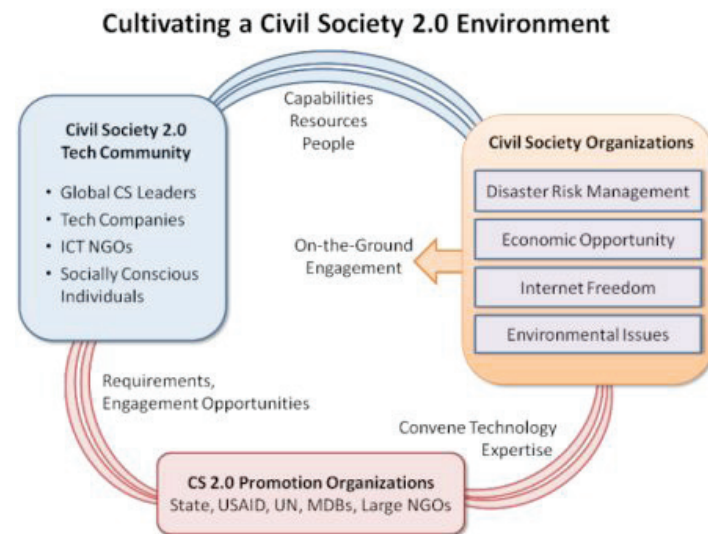 Cultivating a Civil Society 2.0 Environment
Capabilities
Resources
People
Civil Society 2.0
Tech Community
• Global CS Leaders
• Tech Companies
• ICT NGOs
• Socially Conscious
Individuals
Civil Society Organizations
Disaster Risk Management
Economic Opportunity
Internet Freedom
Environmental Issues
On-the-Ground
Engagement
Requirements,
Engagement Opportunities
Convene Technology
Expertise
CS 2.0 Promotion Organizations
State, USAID, UN, MDBs, Large NGOs